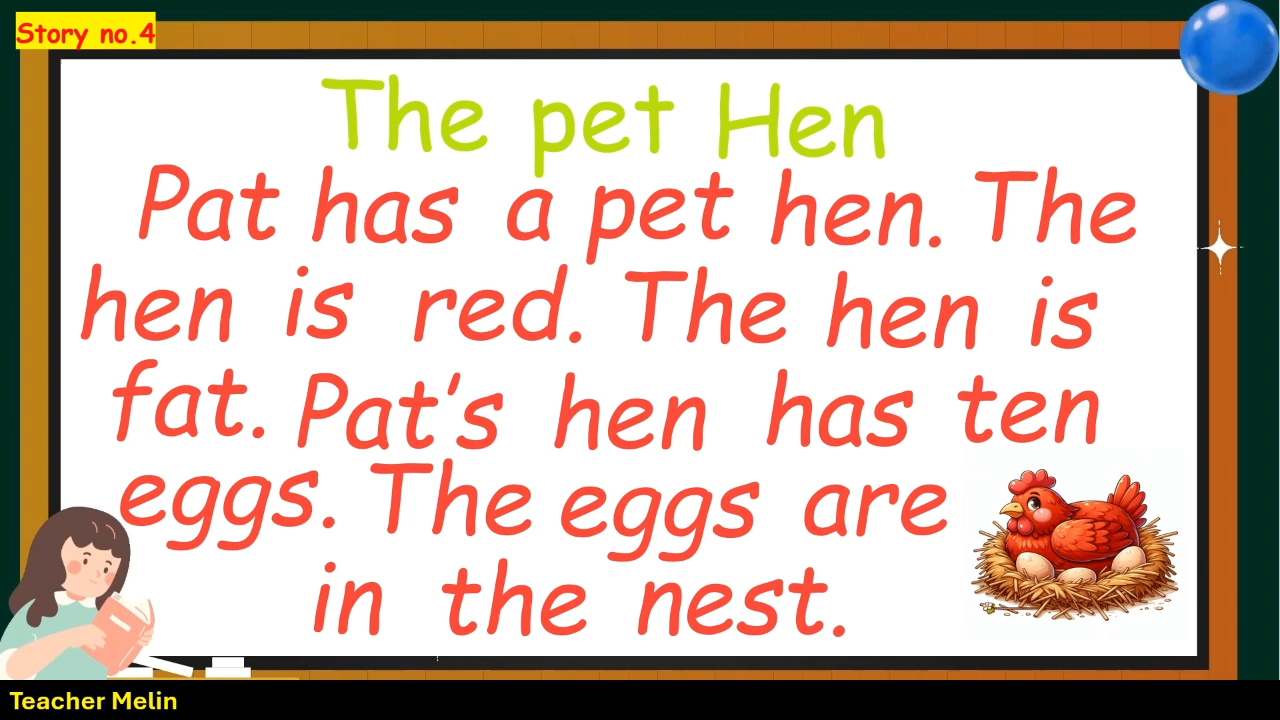 Story no.4
The pet Hen
Pat has a pet hen. The
hen is red. The hen is
fat. Pat’s hen has ten
eggs. The eggs are
in the nest.
Teacher Melin